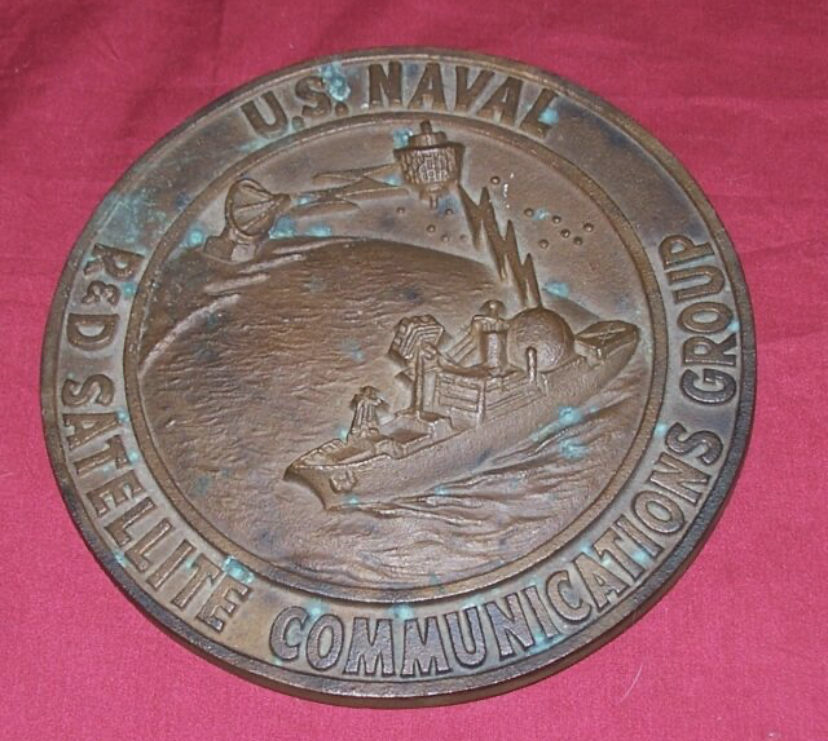 U.S. NAVAL
R&D SATELLITE COMMUNICATIONS GROUP